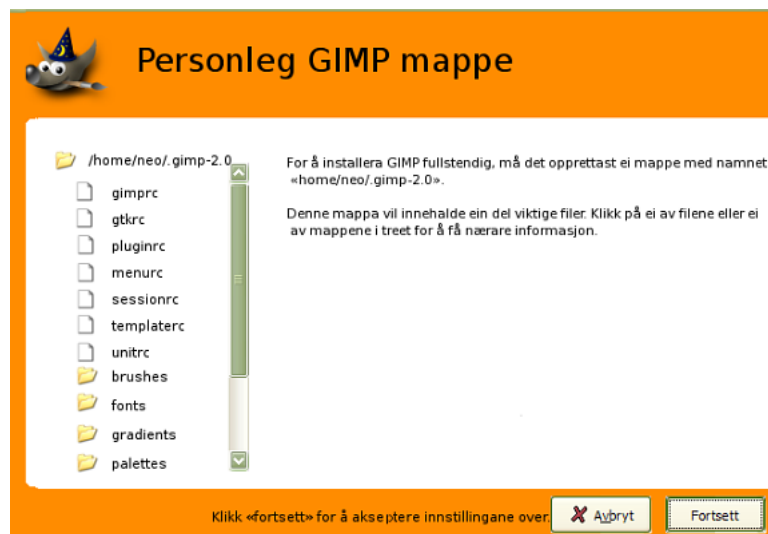 Personleg GIMP mappe
/home/neo/.gimp-2.0
gimprc
gtkrc
pluginrc
menurc
sessionrc
templaterc
unitrc
brushes
fonts
gradients
palettes
For å installera GIMP fullstendig, må det opprettast ei mappe med namnet
«home/neo/.gimp-2.0».
Denne mappa vil innehalde ein del viktige filer. Klikk på ei av filene eller ei
av mappene i treet for å få nærare informasjon.
Klikk «fortsett» for å akseptere innstillingane over.
Avbryt
Fortsett